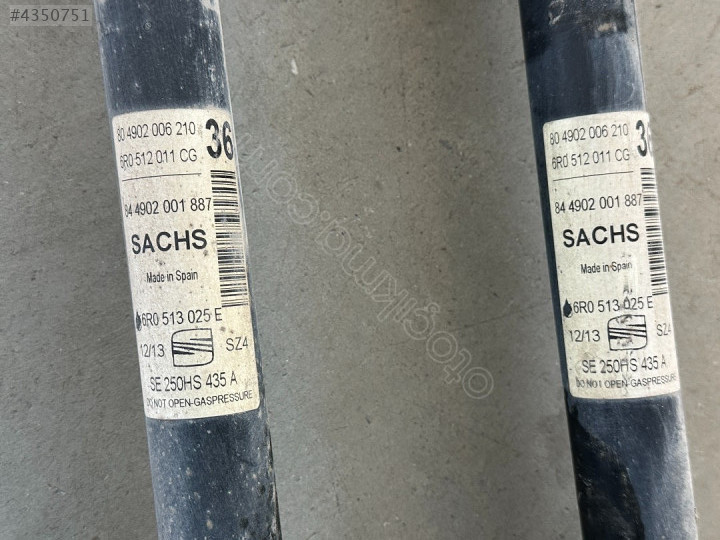 #4350751
80 4902 006 210
36
6R0 512 011 CG
84 4902 001 887
SACHS
Made in Spain
6R0 513 025 E
12/13
SZ4
SE 250HS 435 A
DO NOT OPEN-GASPRESSURE
80 4902 006 210
36
6R0 512 011 CG
84 4902 001 887
SACHS
Made in Spain
6R0 513 025 E
12/13
SZ4
SE 250HS 435 A
DO NOT OPEN-GASPRESSURE